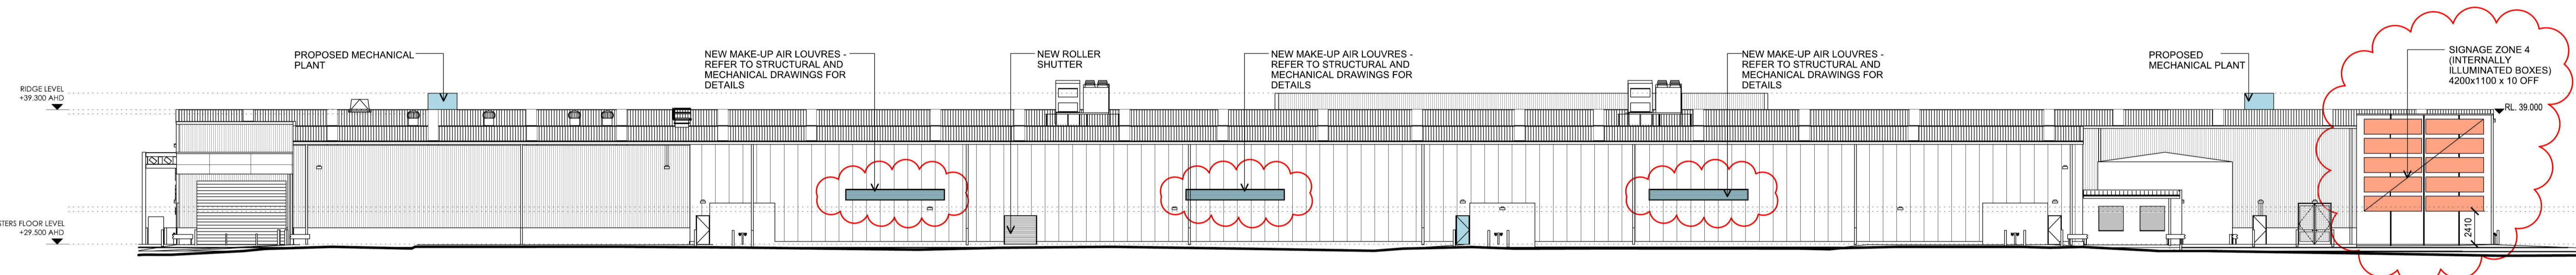 PROPOSED MECHANICAL
PLANT
NEW MAKE-UP AIR LOUVRES -
REFER TO STRUCTURAL AND
MECHANICAL DRAWINGS FOR
DETAILS
NEW ROLLER
SHUTTER
NEW MAKE-UP AIR LOUVRES -
REFER TO STRUCTURAL AND
MECHANICAL DRAWINGS FOR
DETAILS
NEW MAKE-UP AIR LOUVRES -
REFER TO STRUCTURAL AND
MECHANICAL DRAWINGS FOR
DETAILS
PROPOSED
MECHANICAL PLANT
SIGNAGE ZONE 4
(INTERNALLY
ILLUMINATED BOXES)
4200x1100 x 10 OFF
RIDGE LEVEL
+39.300 AHD
RL. 39.000
STERS FLOOR LEVEL
+29.500 AHD
2410